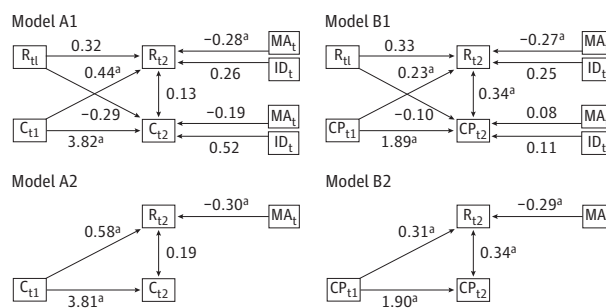 Model A1
R_t1 0.32 R_t2 −0.28^a MA_t
0.44^a 0.26 ID_t
0.13
−0.29 −0.19 MA_t
C_t1 3.82^a C_t2 0.52 ID_t
Model B1
R_t1 0.33 R_t2 −0.27^a MA
0.23^a 0.25 ID_t
0.34^a
−0.10 0.08 MA
CP_t1 1.89^a CP_t2 0.11 ID_t
Model A2
R_t2 −0.30^a MA_t
0.58^a
0.19
C_t1 3.81^a C_t2
Model B2
R_t2 −0.29^a MA
0.31^a
0.34^a
CP_t1 1.90^a CP_t2